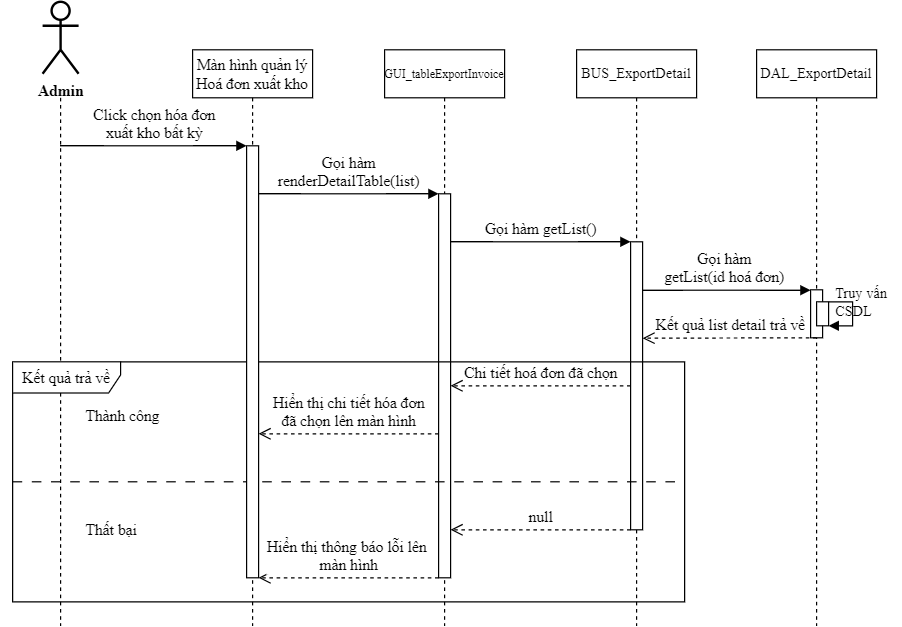 Admin
Màn hình quản lý
Hoá đơn xuất kho
GUI_tableExportInvoice
BUS_ExportDetail
DAL_ExportDetail
Click chọn hóa đơn
xuất kho bất kỳ
Gọi hàm
renderDetailTable(list)
Gọi hàm getList()
Gọi hàm
getList(id hoá đơn)
Truy vấn
CSDL
Kết quả list detail trả về
Kết quả trả về
Chi tiết hoá đơn đã chọn
Thành công
Hiển thị chi tiết hóa đơn
đã chọn lên màn hình
null
Thất bại
Hiển thị thông báo lỗi lên
màn hình